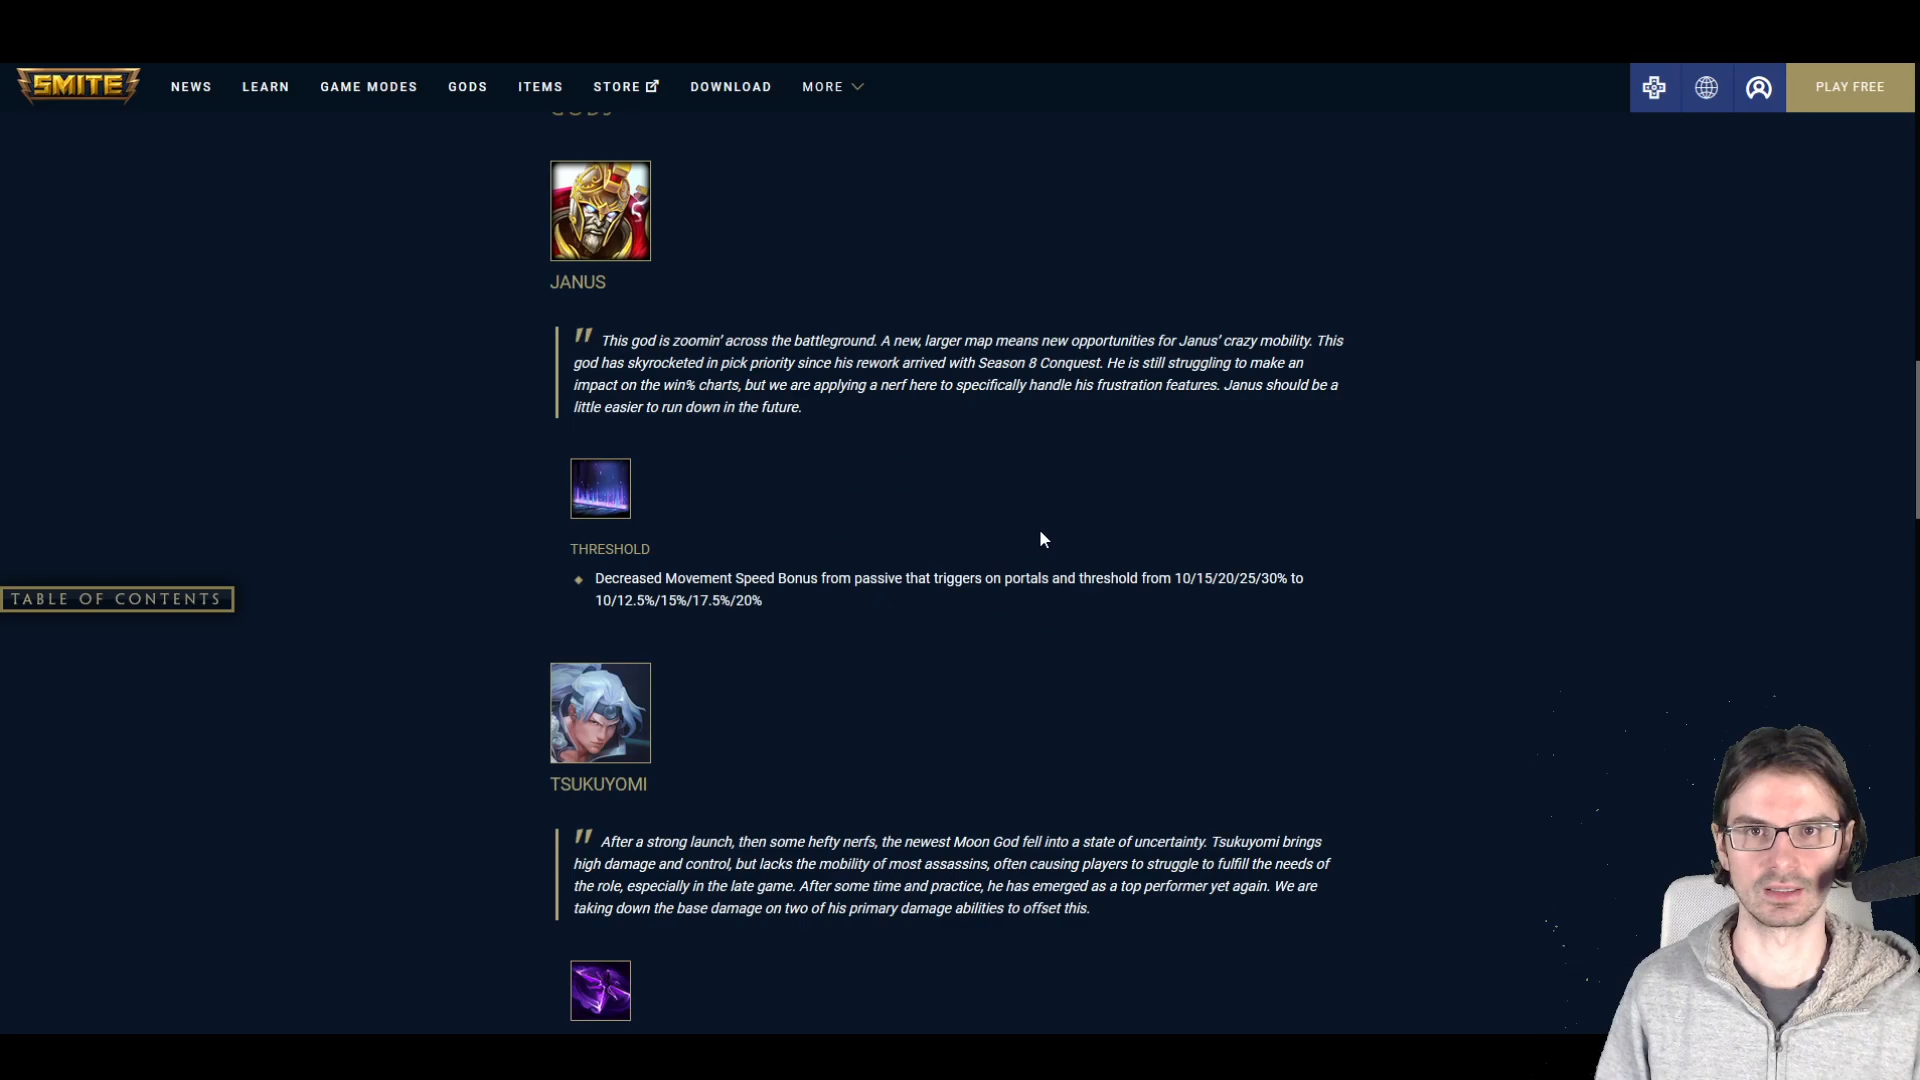 SMITE
NEWS LEARN GAME MODES GODS ITEMS STORE DOWNLOAD MORE
PLAY FREE
GODS
JANUS
" This god is zoomin’ across the battleground. A new, larger map means new opportunities for Janus’ crazy mobility. This
god has skyrocketed in pick priority since his rework arrived with Season 8 Conquest. He is still struggling to make an
impact on the win% charts, but we are applying a nerf here to specifically handle his frustration features. Janus should be a
little easier to run down in the future.
THRESHOLD
Decreased Movement Speed Bonus from passive that triggers on portals and threshold from 10/15/20/25/30% to
10/12.5%/15%/17.5%/20%
TABLE OF CONTENTS
TSUKUYOMI
" After a strong launch, then some hefty nerfs, the newest Moon God fell into a state of uncertainty. Tsukuyomi brings
high damage and control, but lacks the mobility of most assassins, often causing players to struggle to fulfill the needs of
the role, especially in the late game. After some time and practice, he has emerged as a top performer yet again. We are
taking down the base damage on two of his primary damage abilities to offset this.